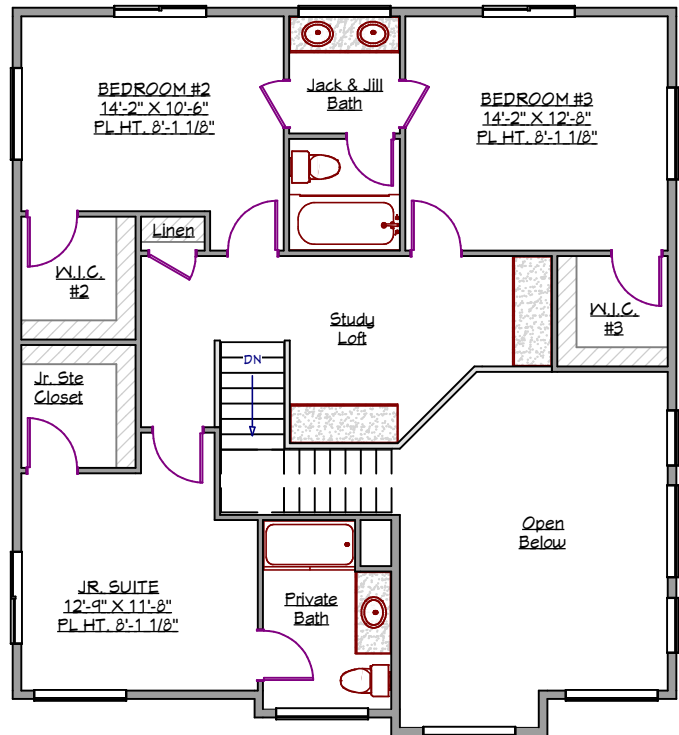 BEDROOM #2
14'-2" X 10'-6"
PL HT. 8'-1 1/8"
Jack & Jill
Bath
BEDROOM #3
14'-2" X 12'-8"
PL HT. 8'-1 1/8"
Linen
W.I.C.
#2
W.I.C.
#3
Study
Loft
DN
Jr. Ste
Closet
Open
Below
JR. SUITE
12'-9" X 11'-8"
PL HT. 8'-1 1/8"
Private
Bath